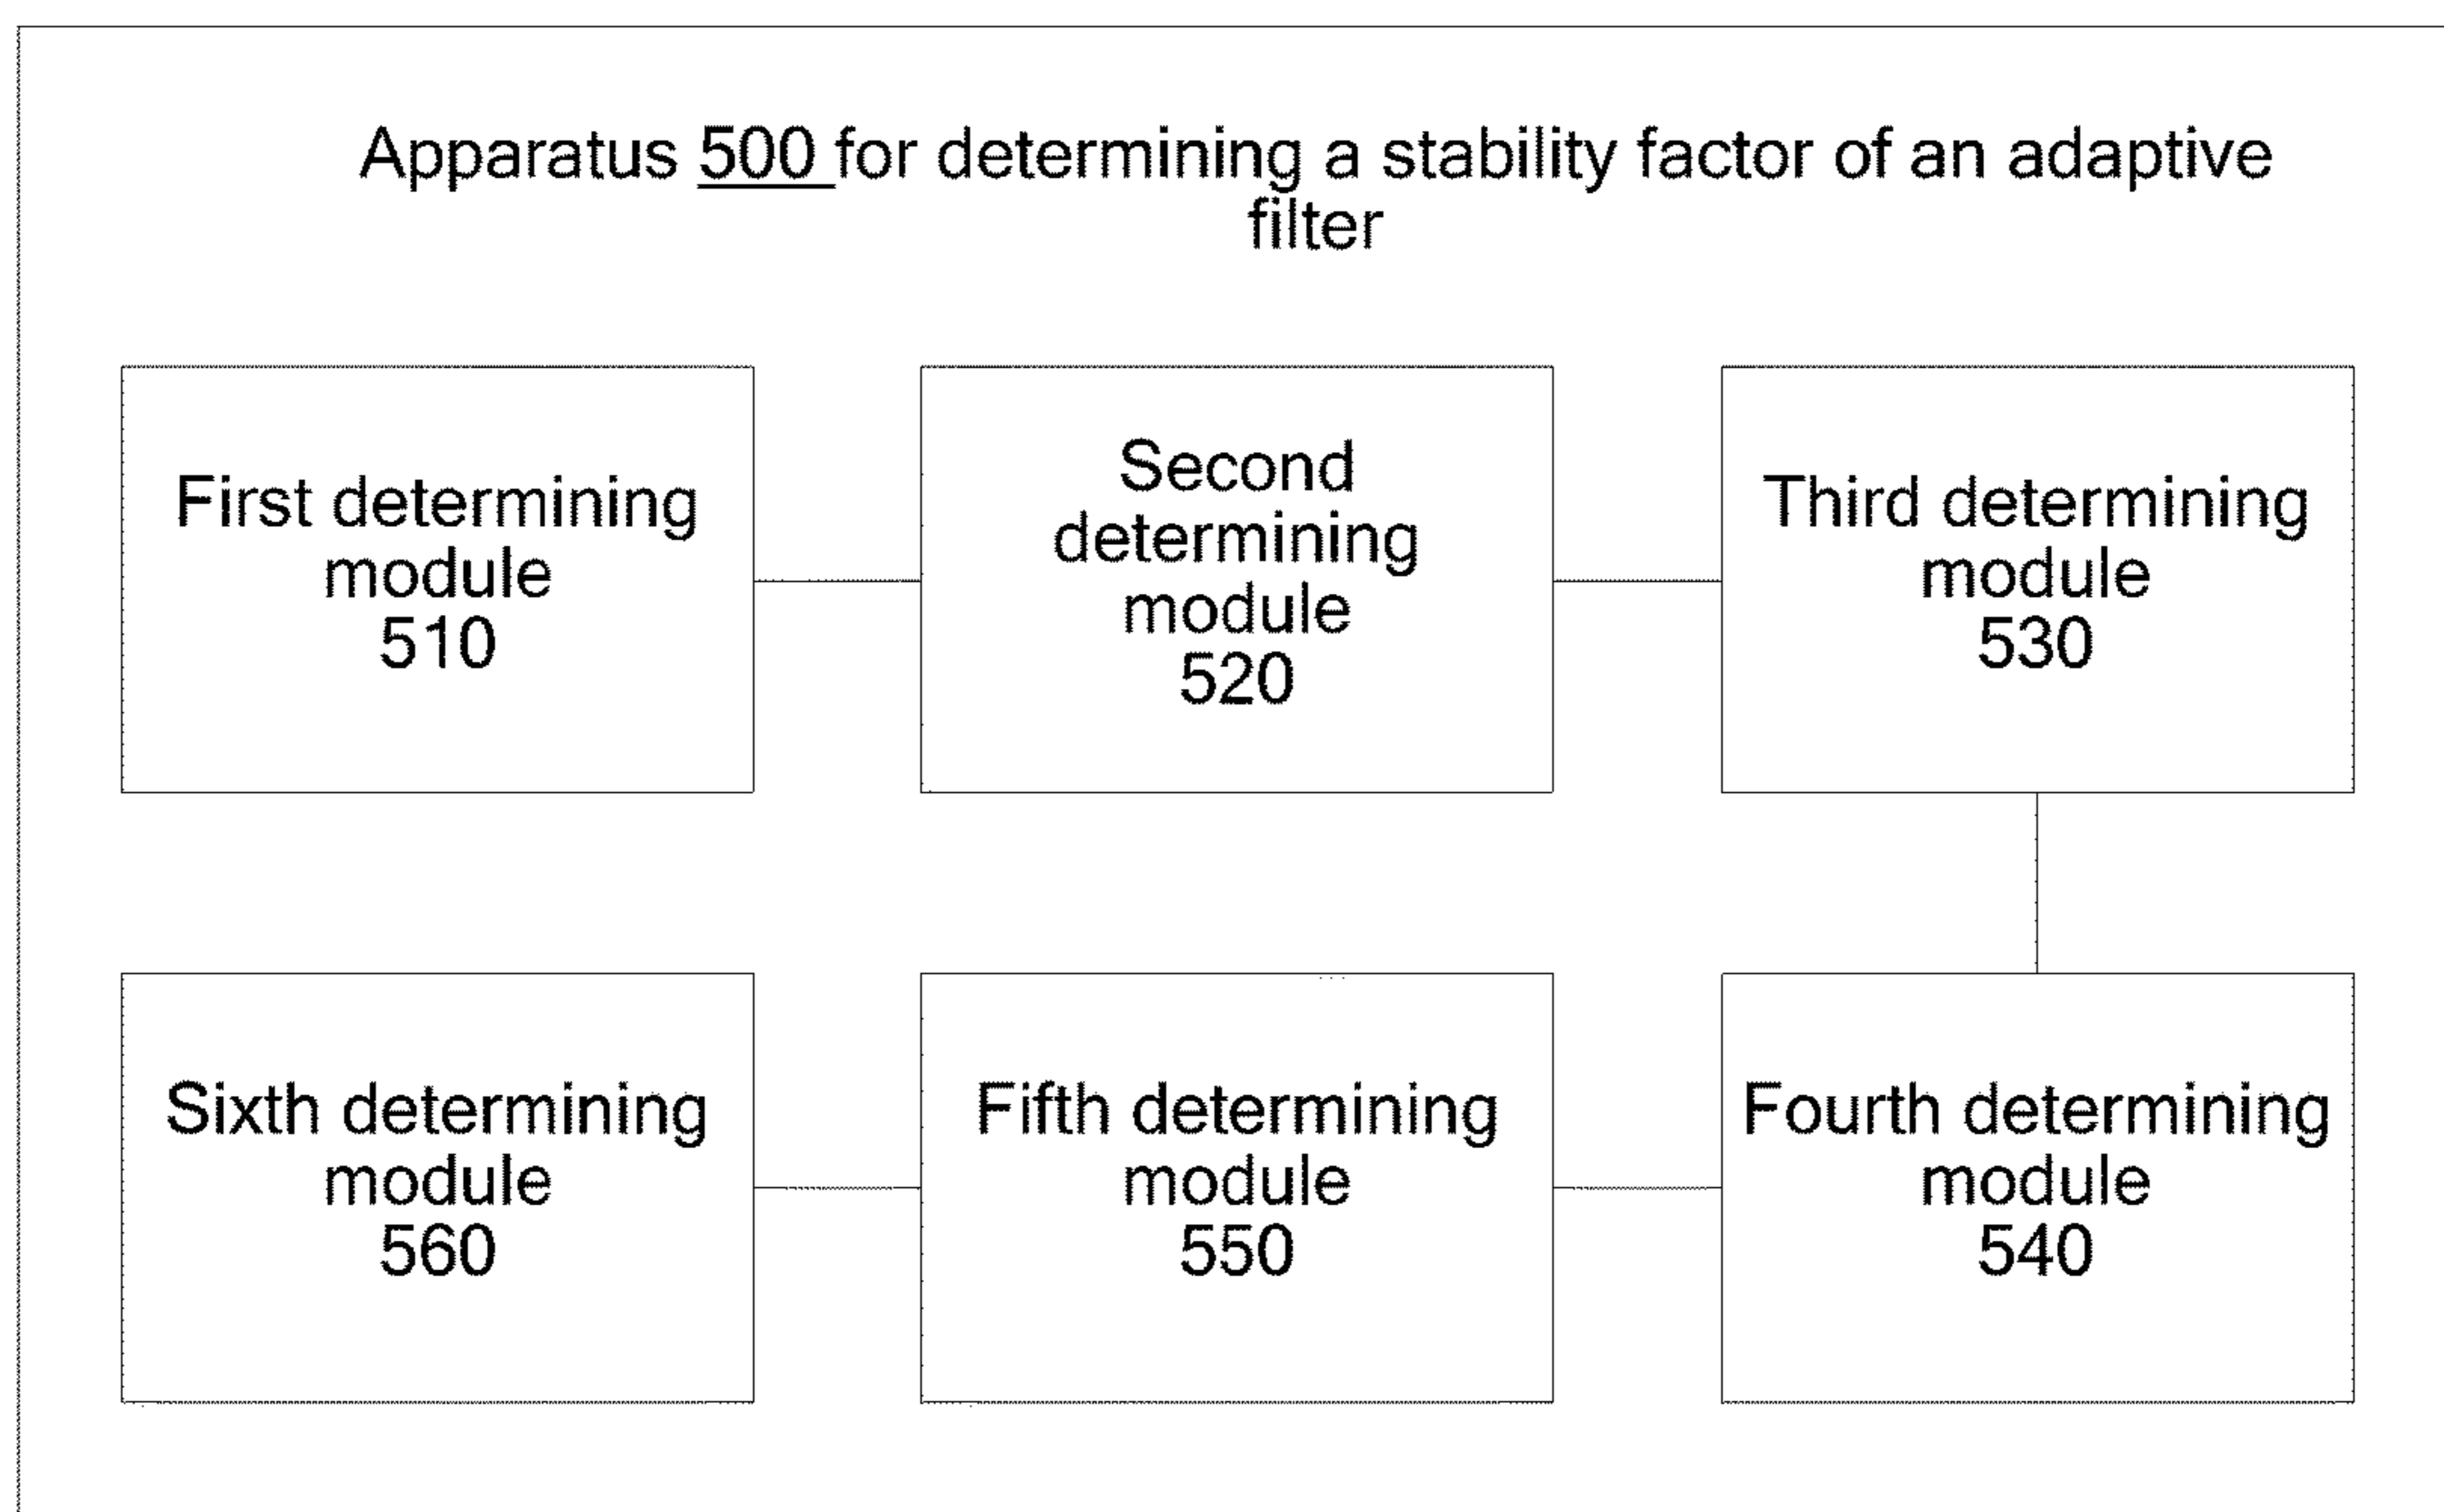 Apparatus 500 for determining a stability factor of an adaptive
filter
First determining
module
510
Second
determining
module
520
Third determining
module
530
Sixth determining
module
560
Fifth determining
module
550
Fourth determining
module
540